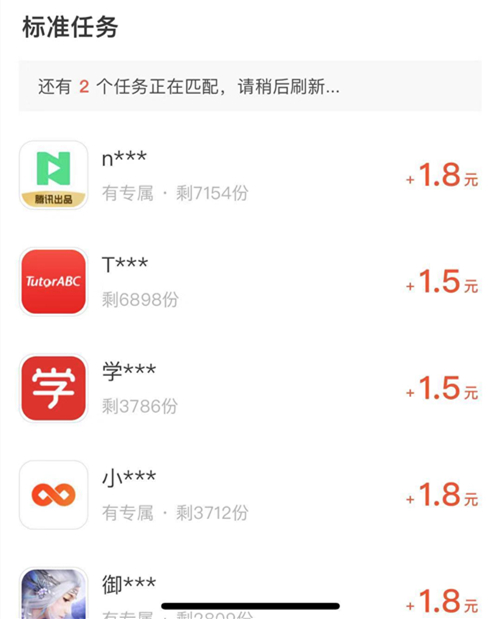 标准任务
还有 2 个任务正在匹配，请稍后刷新...
n***
+1.8元
腾讯出品
有专属 · 剩7154份
T***
TutorABC
+1.5元
剩6898份
学***
学
+1.5元
剩3786份
小***
+1.8元
有专属 · 剩3712份
御***
+1.8元
有专属 · 剩